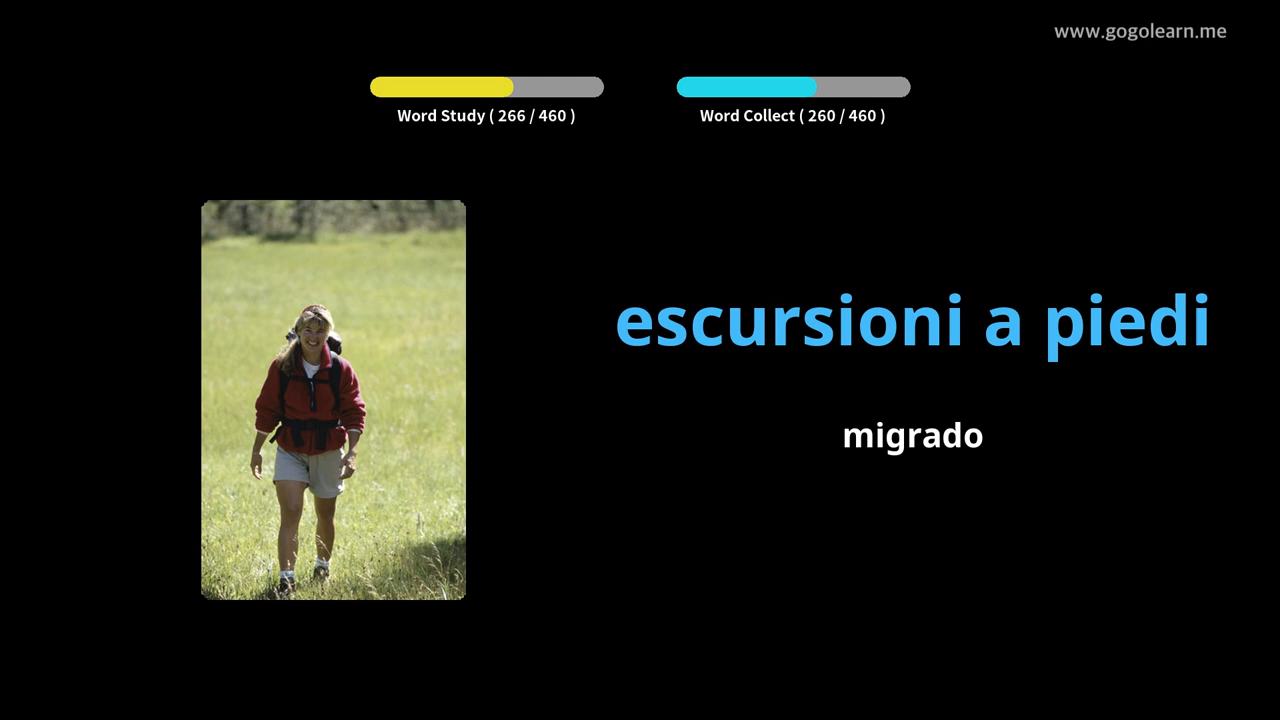 www.gogolearn.me
Word Study ( 266 / 460 )
Word Collect ( 260 / 460 )
escursioni a piedi
migrado